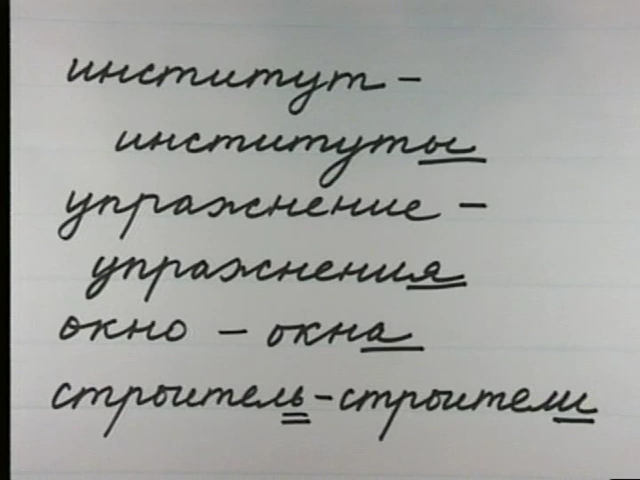 институт -
институты
упражнение -
упражнения
окно - окна
строитель - строители